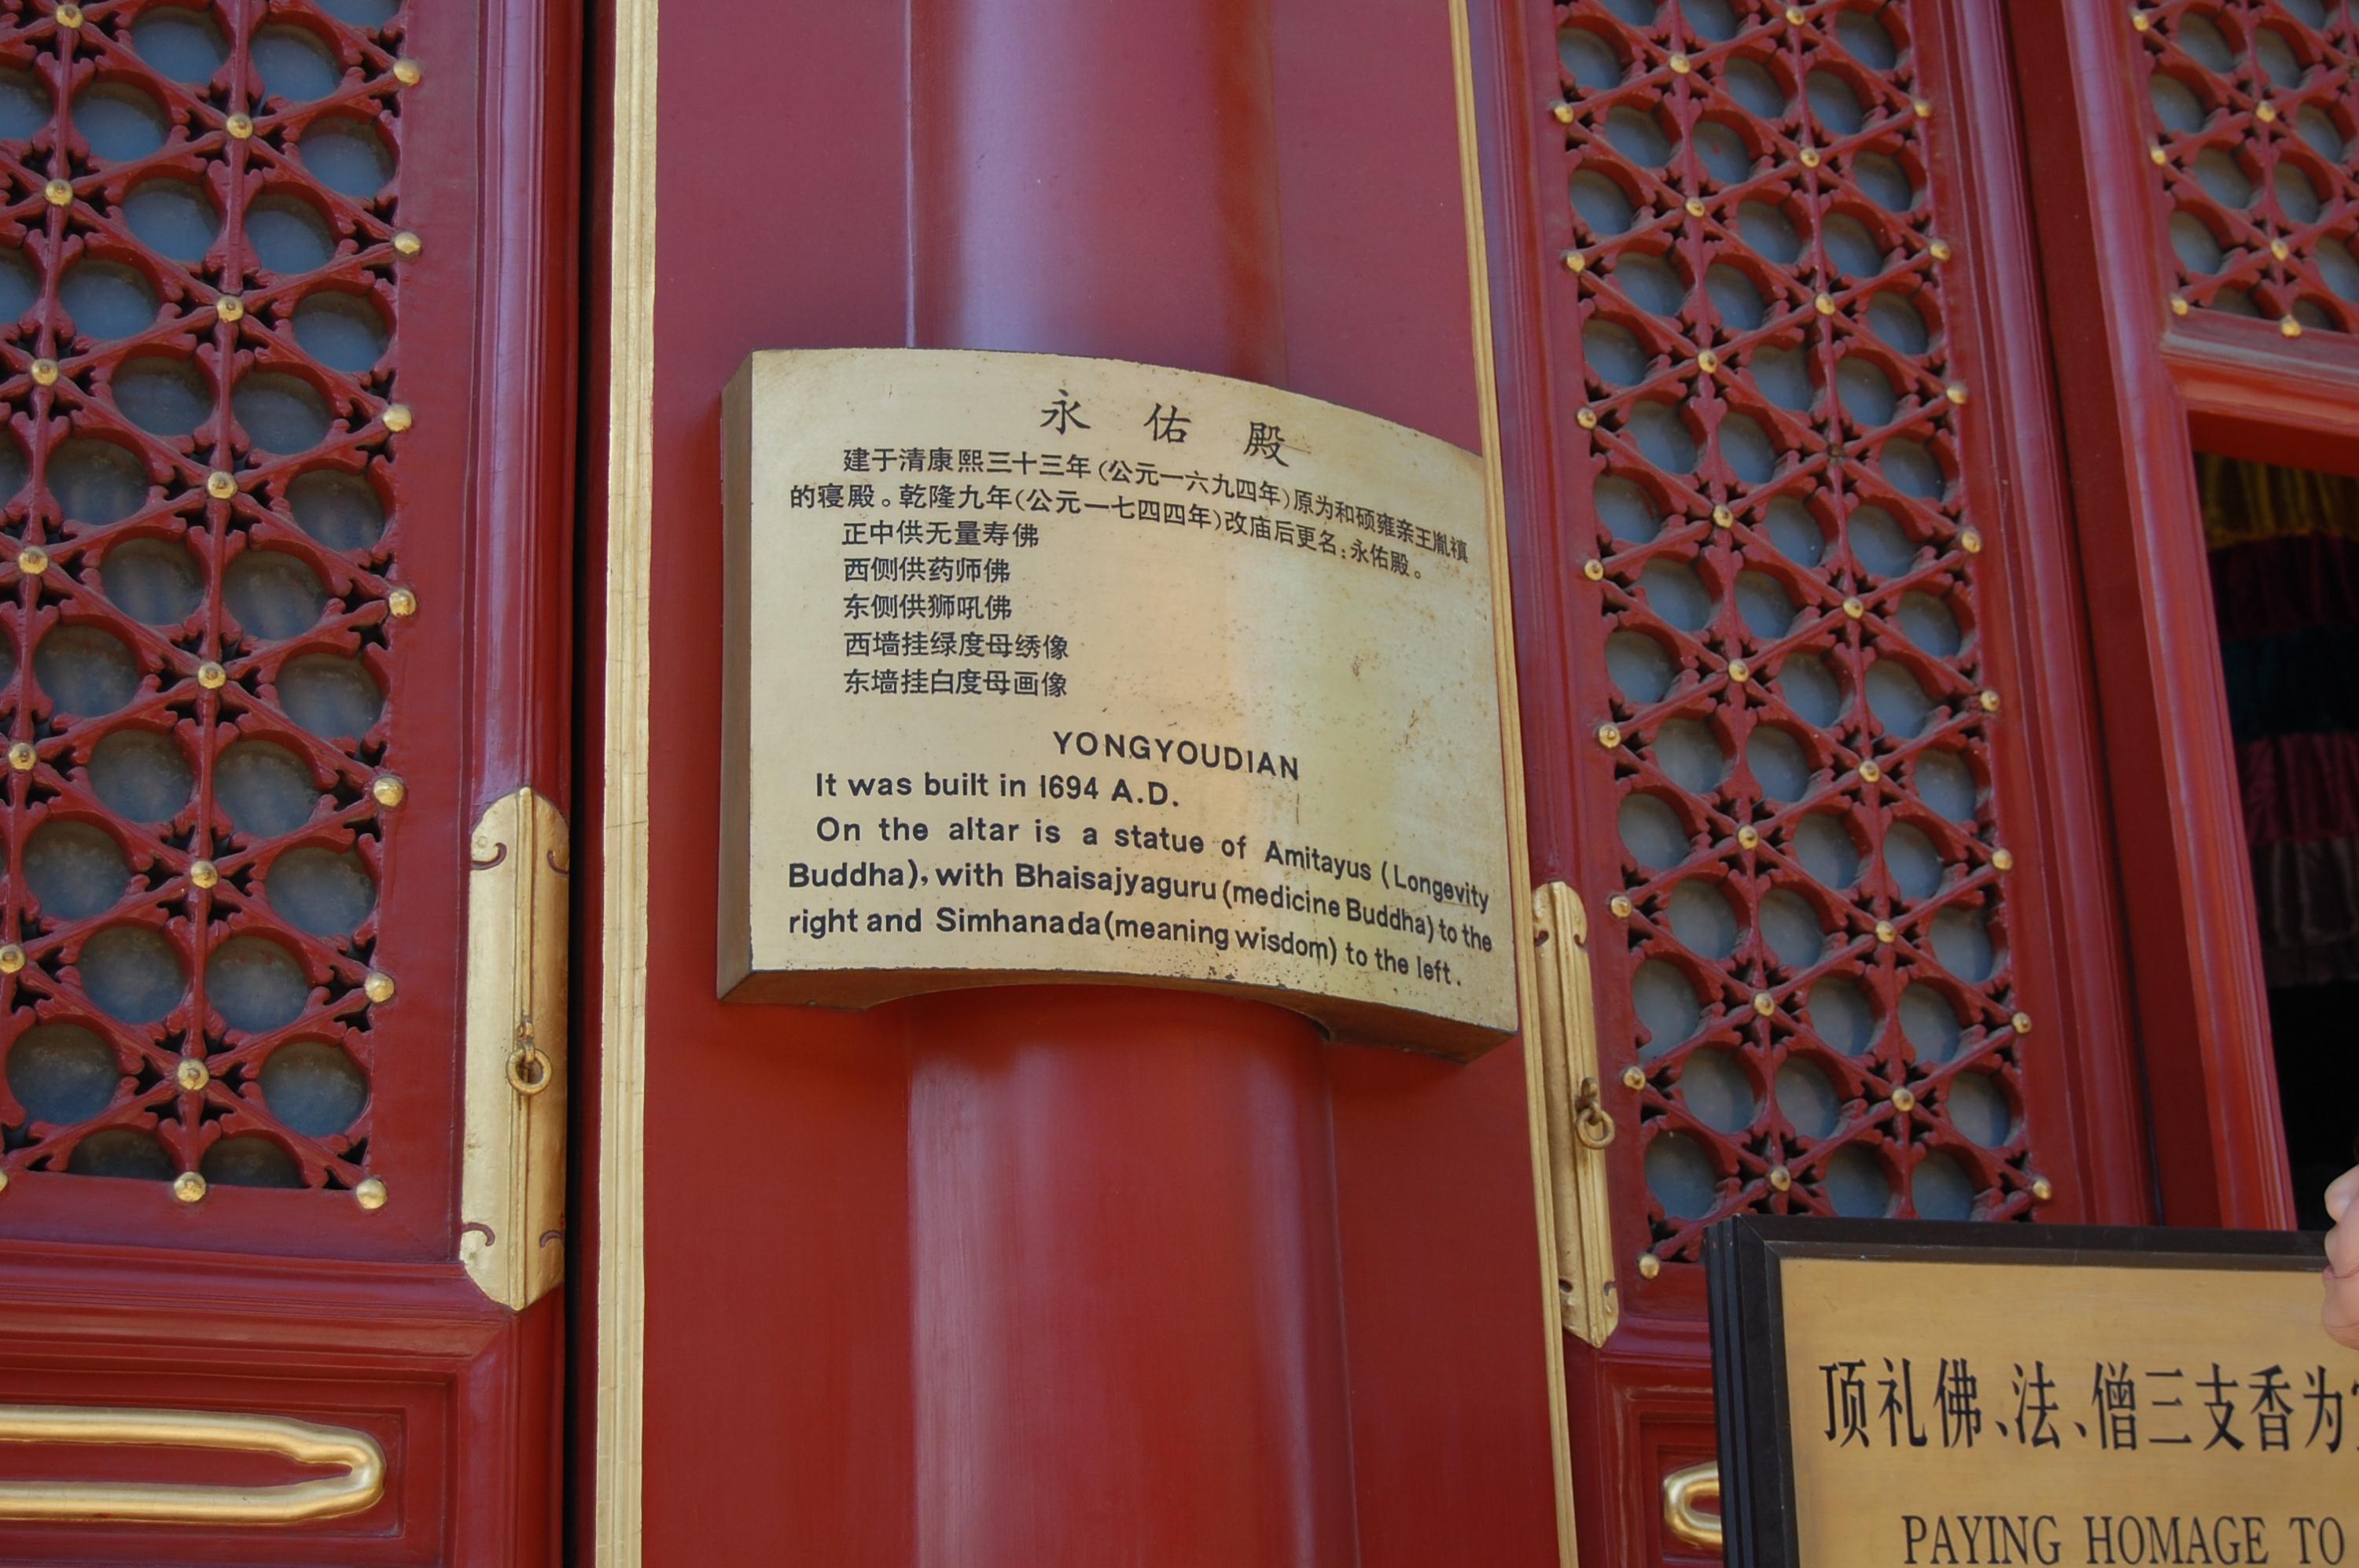 永佑殿
建于清康熙三十三年(公元一六九四年)原为和硕雍亲王胤禛
的寝殿。乾隆九年(公元一七四四年)改庙后更名:永佑殿。
正中供无量寿佛
西侧供药师佛
东侧供狮吼佛
西墙挂绿度母绣像
东墙挂白度母画像
YONGYOUDIAN
It was built in 1694 A.D.
On the altar is a statue of Amitayus (Longevity
Buddha), with Bhaisajyaguru (medicine Buddha) to the
right and Simhanada (meaning wisdom) to the left.
顶礼佛、法、僧三支香为
PAYING HOMAGE TO